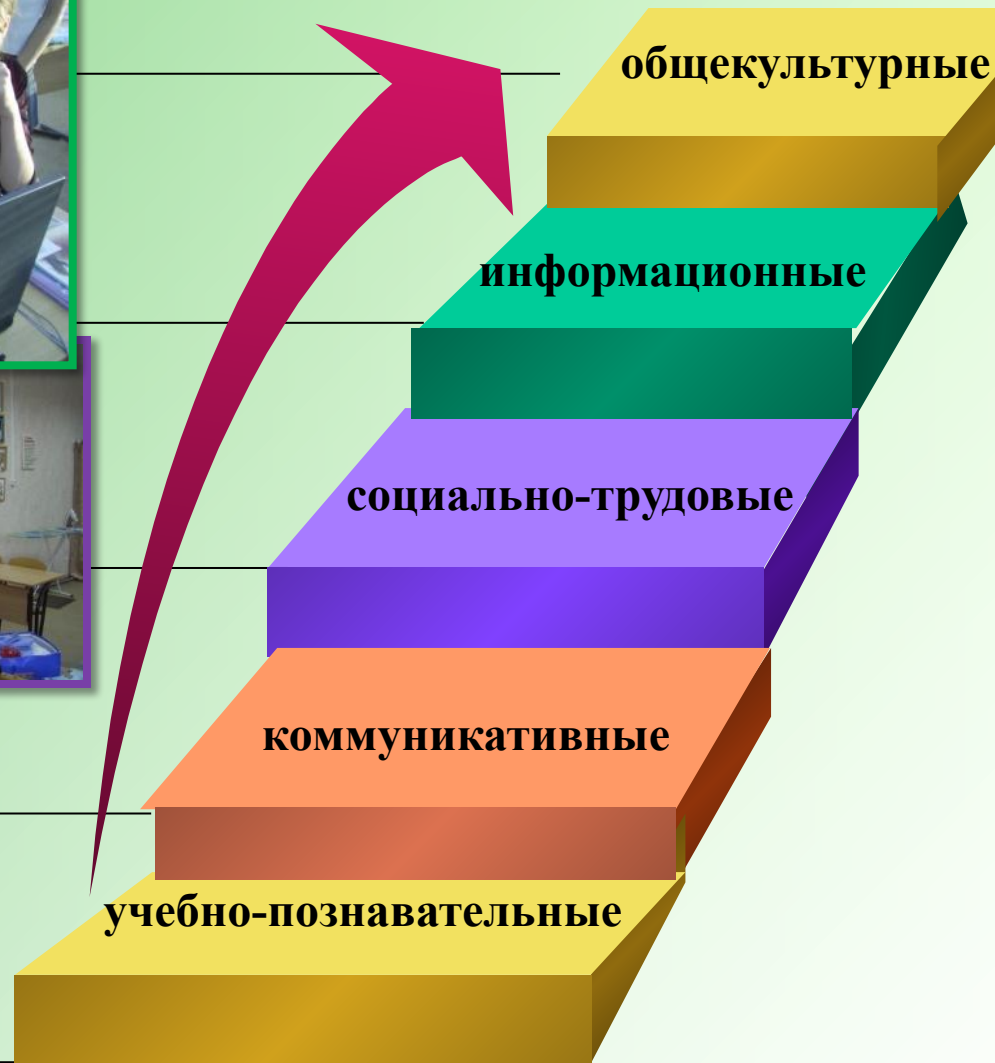 общекультурные
информационные
социально-трудовые
коммуникативные
учебно-познавательные